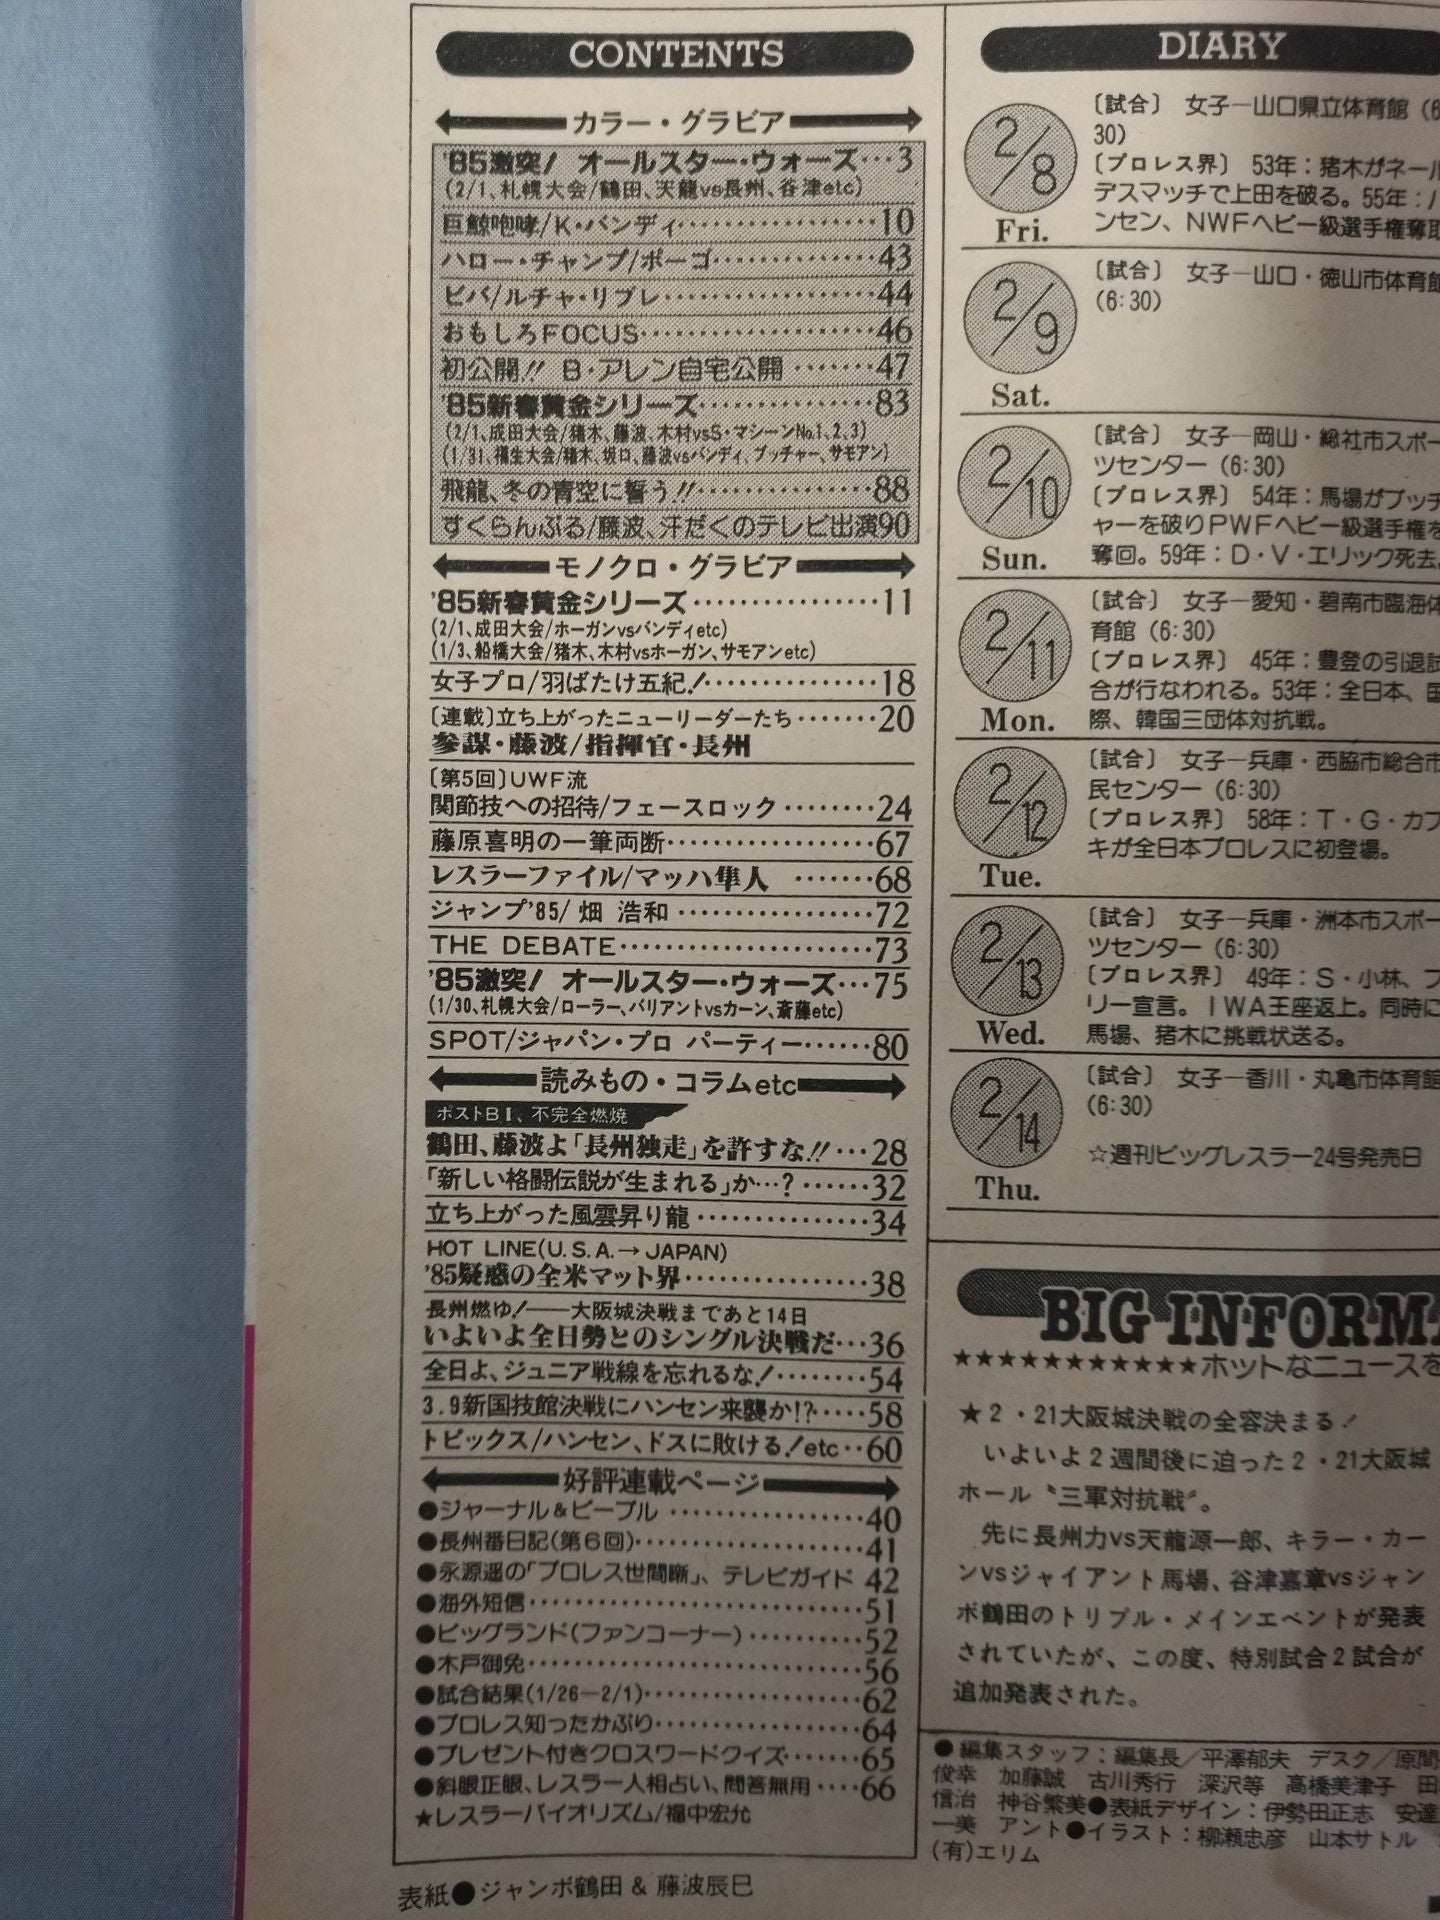 CONTENTS
カラー・グラビア
'85激突! オールスター・ウォーズ…3
(2/1、札幌大会/鶴田、天龍vs長州、谷津etc)
巨鯨咆哮/K・バンディ……………10
ハロー・チャンプ/ポーゴ……………43
ビバ/ルチャ・リブレ………………44
おもしろFOCUS………………46
初公開!! B・アレン自宅公開………47
'85新春黄金シリーズ……………83
(2/1、成田大会/猪木、藤波、木村vsS・マシーンNo.1、2、3)
(1/31、福生大会/猪木、坂口、藤波vsバンディ、ブッチャー、サモアン)
飛龍、冬の青空に誓う!!……………88
すくらんぶる/藤波、汗だくのテレビ出演90
モノクロ・グラビア
'85新春黄金シリーズ………………11
(2/1、成田大会/ホーガンvsバンディetc)
(1/3、船橋大会/猪木、木村vsホーガン、サモアンetc)
女子プロ/羽ばたけ五紀!……………18
〔連載〕立ち上がったニューリーダーたち………20
参謀・藤波/指揮官・長州
〔第5回〕UWF流
関節技への招待/フェースロック………24
藤原喜明の一筆両断………………67
レスラーファイル/マッハ隼人 ………68
ジャンプ'85/ 畑 浩和………………72
THE DEBATE………………73
'85激突! オールスター・ウォーズ…75
(1/30、札幌大会/ローラー、バリアントvsカーン、斎藤etc)
SPOT/ジャパン・プロ パーティー……80
読みもの・コラムetc
ポストBI、不完全燃焼
鶴田、藤波よ「長州独走」を許すな!!…28
「新しい格闘伝説が生まれる」か…?……32
立ち上がった風雲昇り龍……………34
HOT LINE(U.S.A.→JAPAN)
'85疑惑の全米マット界………………38
長州燃ゆ!――大阪城決戦まであと14日
いよいよ全日勢とのシングル決戦だ…36
全日よ、ジュニア戦線を忘れるな!………54
3.9新国技館決戦にハンセン来襲か!?……58
トピックス/ハンセン、ドスに敗ける!etc‥60
好評連載ページ
●ジャーナル&ピープル ………………40
●長州番日記(第6回)………………41
●永源遥の「プロレス世間噺」、テレビガイド 42
●海外短信………………51
●ビッグランド(ファンコーナー)…………52
●木戸御免………………56
●試合結果(1/26−2/1)………………62
●プロレス知ったかぶり………………64
●プレゼント付きクロスワードクイズ……65
●斜眼正眼、レスラー人相占い、問答無用 …66
★レスラーバイオリズム/福中宏允
表紙●ジャンボ鶴田 & 藤波辰巳
DIARY
2/8
Fri.
〔試合〕 女子―山口県立体育館(6
30)
〔プロレス界〕 53年:猪木がネール
デスマッチで上田を破る。55年:ハ
ンセン、NWFヘビー級選手権奪取
2/9
Sat.
〔試合〕 女子―山口・徳山市体育館
(6:30)
2/10
Sun.
〔試合〕 女子―岡山・総社市スポー
ツセンター(6:30)
〔プロレス界〕 54年:馬場がブッチ
ャーを破りPWFヘビー級選手権を
奪回。59年:D・V・エリック死去。
2/11
Mon.
〔試合〕 女子―愛知・碧南市臨海体
育館(6:30)
〔プロレス界〕 45年:豊登の引退試
合が行なわれる。53年:全日本、国
際、韓国三団体対抗戦。
2/12
Tue.
〔試合〕 女子―兵庫・西脇市総合市
民センター(6:30)
〔プロレス界〕 58年:T・G・カブ
キが全日本プロレスに初登場。
2/13
Wed.
〔試合〕 女子―兵庫・洲本市スポー
ツセンター(6:30)
〔プロレス界〕 49年:S・小林、フ
リー宣言。IWA王座返上。同時に
馬場、猪木に挑戦状送る。
2/14
Thu.
〔試合〕 女子―香川・丸亀市体育館
(6:30)
☆週刊ビッグレスラー24号発売日
BIG INFORMA
★★★★★★★★★★★ホットなニュースを
★2・21大阪城決戦の全容決まる!
いよいよ2週間後に迫った2・21大阪城
ホール〝三軍対抗戦〟。
先に長州力vs天龍源一郎、キラー・カー
ンvsジャイアント馬場、谷津嘉章vsジャン
ボ鶴田のトリプル・メインエベントが発表
されていたが、この度、特別試合2試合が
追加発表された。
●編集スタッフ:編集長/平澤郁夫 デスク/原間
俊幸 加藤誠 古川秀行 深沢等 高橋美津子 田
信治 神谷繁美●表紙デザイン:伊勢田正志 安達
一美 アント●イラスト:柳瀬忠彦 山本サトル
(有)エリム